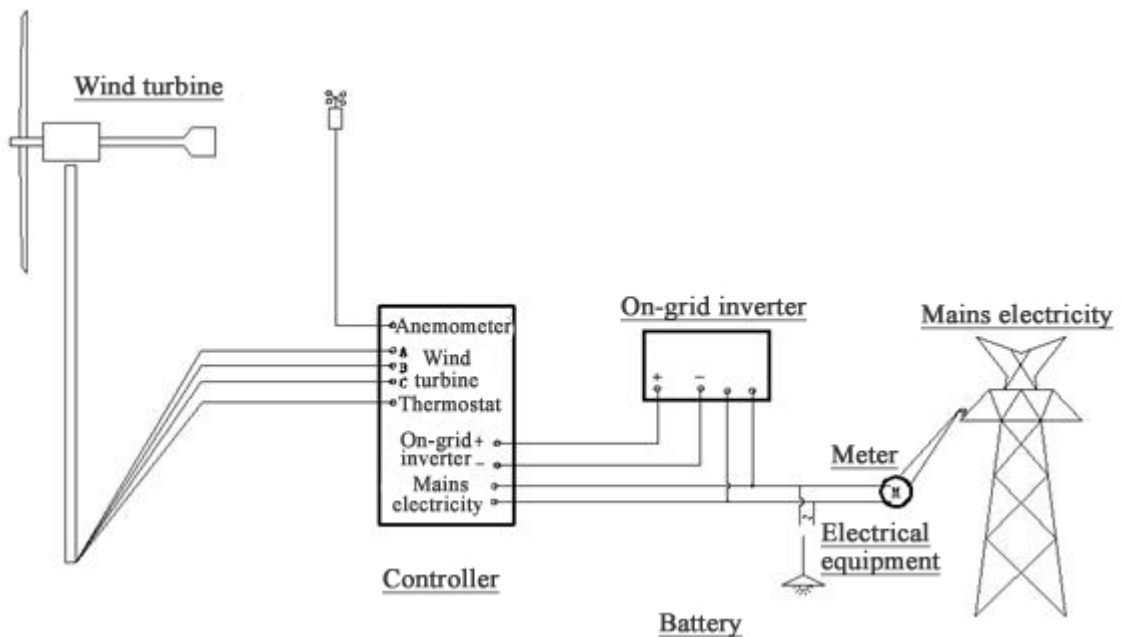 Wind turbine
Anemometer
A
B
C
Wind
turbine
Thermostat
On-grid+
inverter –
Mains
electricity
Controller
On-grid inverter
+ –
Mains electricity
Meter
M
Electrical
equipment
Battery